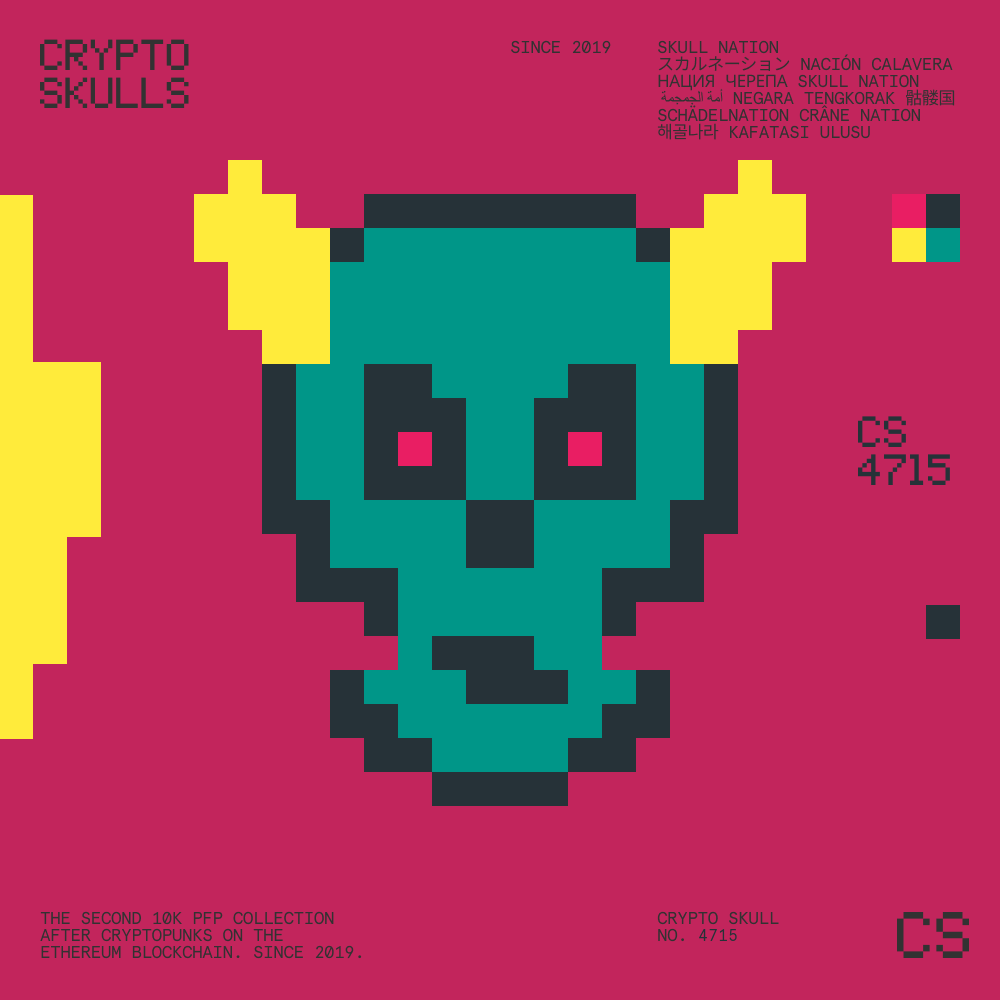 CRYPTO
SKULLS
SINCE 2019
SKULL NATION
スカルネーション NACIÓN CALAVERA
НАЦИЯ ЧЕРЕПА SKULL NATION
أمة الجمجمة NEGARA TENGKORAK 骷髅国
SCHÄDELNATION CRÂNE NATION
해골나라 KAFATASI ULUSU
CS
4715
THE SECOND 10K PFP COLLECTION
AFTER CRYPTOPUNKS ON THE
ETHEREUM BLOCKCHAIN. SINCE 2019.
CRYPTO SKULL
NO. 4715
CS